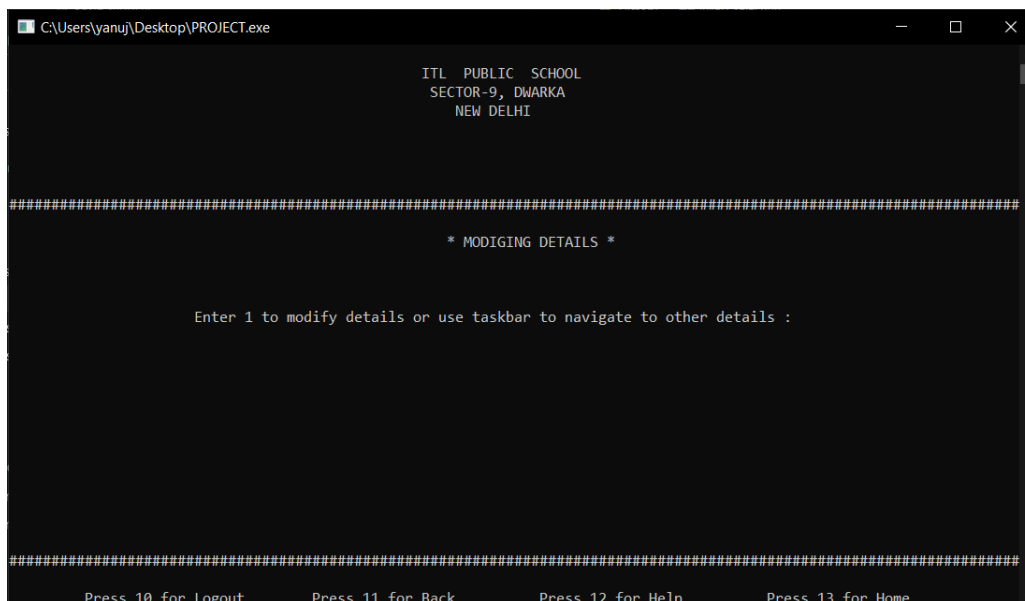 C:\Users\yanuj\Desktop\PROJECT.exe
ITL PUBLIC SCHOOL
SECTOR-9, DWARKA
NEW DELHI
########################################################################################################################
* MODIGING DETAILS *
Enter 1 to modify details or use taskbar to navigate to other details :
########################################################################################################################
Press 10 for Logout Press 11 for Back Press 12 for Help Press 13 for Home